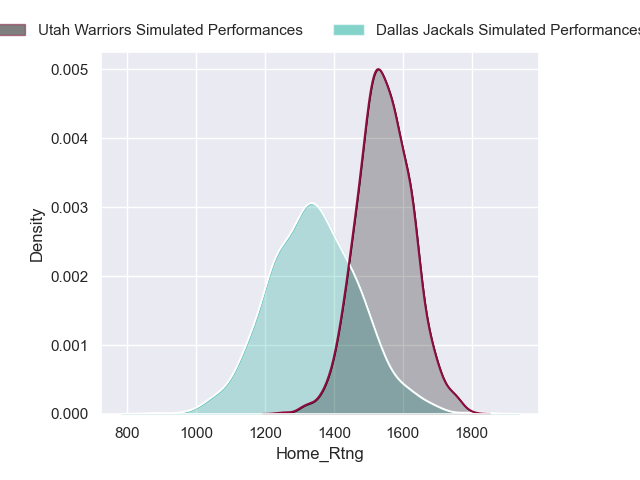 Utah Warriors Simulated Performances
Dallas Jackals Simulated Performances
0.005
0.004
0.003
0.002
0.001
0.000
Density
800 1000 1200 1400 1600 1800
Home_Rtng